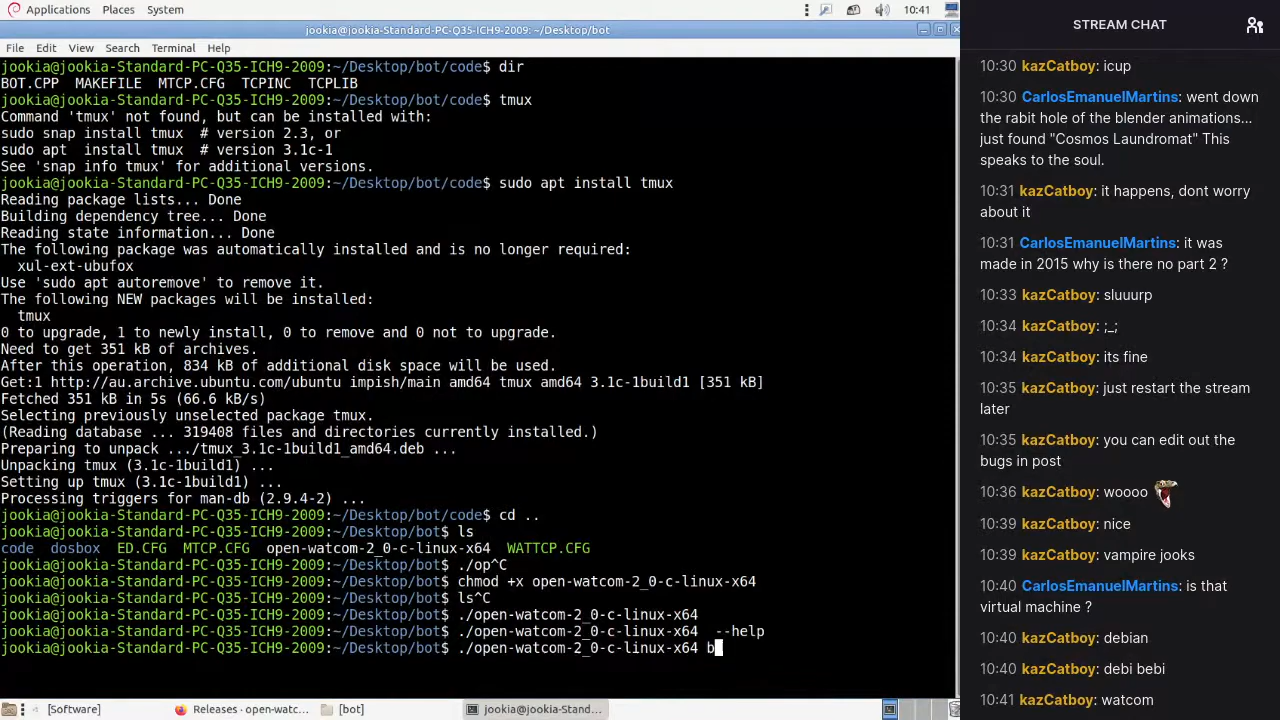 Applications Places System 10:41
jookia@jookia-Standard-PC-Q35-ICH9-2009: ~/Desktop/bot
File Edit View Search Terminal Help
jookia@jookia-Standard-PC-Q35-ICH9-2009:~/Desktop/bot/code$ dir
BOT.CPP MAKEFILE MTCP.CFG TCPINC TCPLIB
jookia@jookia-Standard-PC-Q35-ICH9-2009:~/Desktop/bot/code$ tmux
Command 'tmux' not found, but can be installed with:
sudo snap install tmux # version 2.3, or
sudo apt install tmux # version 3.1c-1
See 'snap info tmux' for additional versions.
jookia@jookia-Standard-PC-Q35-ICH9-2009:~/Desktop/bot/code$ sudo apt install tmux
Reading package lists... Done
Building dependency tree... Done
Reading state information... Done
The following package was automatically installed and is no longer required:
xul-ext-ubufox
Use 'sudo apt autoremove' to remove it.
The following NEW packages will be installed:
tmux
0 to upgrade, 1 to newly install, 0 to remove and 0 not to upgrade.
Need to get 351 kB of archives.
After this operation, 834 kB of additional disk space will be used.
Get:1 http://au.archive.ubuntu.com/ubuntu impish/main amd64 tmux amd64 3.1c-1build1 [351 kB]
Fetched 351 kB in 5s (66.6 kB/s)
Selecting previously unselected package tmux.
(Reading database ... 319408 files and directories currently installed.)
Preparing to unpack .../tmux_3.1c-1build1_amd64.deb ...
Unpacking tmux (3.1c-1build1) ...
Setting up tmux (3.1c-1build1) ...
Processing triggers for man-db (2.9.4-2) ...
jookia@jookia-Standard-PC-Q35-ICH9-2009:~/Desktop/bot/code$ cd ..
jookia@jookia-Standard-PC-Q35-ICH9-2009:~/Desktop/bot$ ls
code dosbox ED.CFG MTCP.CFG open-watcom-2_0-c-linux-x64 WATTCP.CFG
jookia@jookia-Standard-PC-Q35-ICH9-2009:~/Desktop/bot$ ./op^C
jookia@jookia-Standard-PC-Q35-ICH9-2009:~/Desktop/bot$ chmod +x open-watcom-2_0-c-linux-x64
jookia@jookia-Standard-PC-Q35-ICH9-2009:~/Desktop/bot$ ls^C
jookia@jookia-Standard-PC-Q35-ICH9-2009:~/Desktop/bot$ ./open-watcom-2_0-c-linux-x64
jookia@jookia-Standard-PC-Q35-ICH9-2009:~/Desktop/bot$ ./open-watcom-2_0-c-linux-x64 --help
jookia@jookia-Standard-PC-Q35-ICH9-2009:~/Desktop/bot$ ./open-watcom-2_0-c-linux-x64 b
[Software] Releases · open-watc... [bot] jookia@jookia-Stand...
STREAM CHAT
10:30 kazCatboy: icup
10:30 CarlosEmanuelMartins: went down
the rabit hole of the blender animations...
just found "Cosmos Laundromat" This
speaks to the soul.
10:31 kazCatboy: it happens, dont worry
about it
10:31 CarlosEmanuelMartins: it was
made in 2015 why is there no part 2 ?
10:33 kazCatboy: sluuurp
10:34 kazCatboy: ;_;
10:34 kazCatboy: its fine
10:35 kazCatboy: just restart the stream
later
10:35 kazCatboy: you can edit out the
bugs in post
10:36 kazCatboy: woooo
10:39 kazCatboy: nice
10:39 kazCatboy: vampire jooks
10:40 CarlosEmanuelMartins: is that
virtual machine ?
10:40 kazCatboy: debian
10:40 kazCatboy: debi bebi
10:41 kazCatboy: watcom